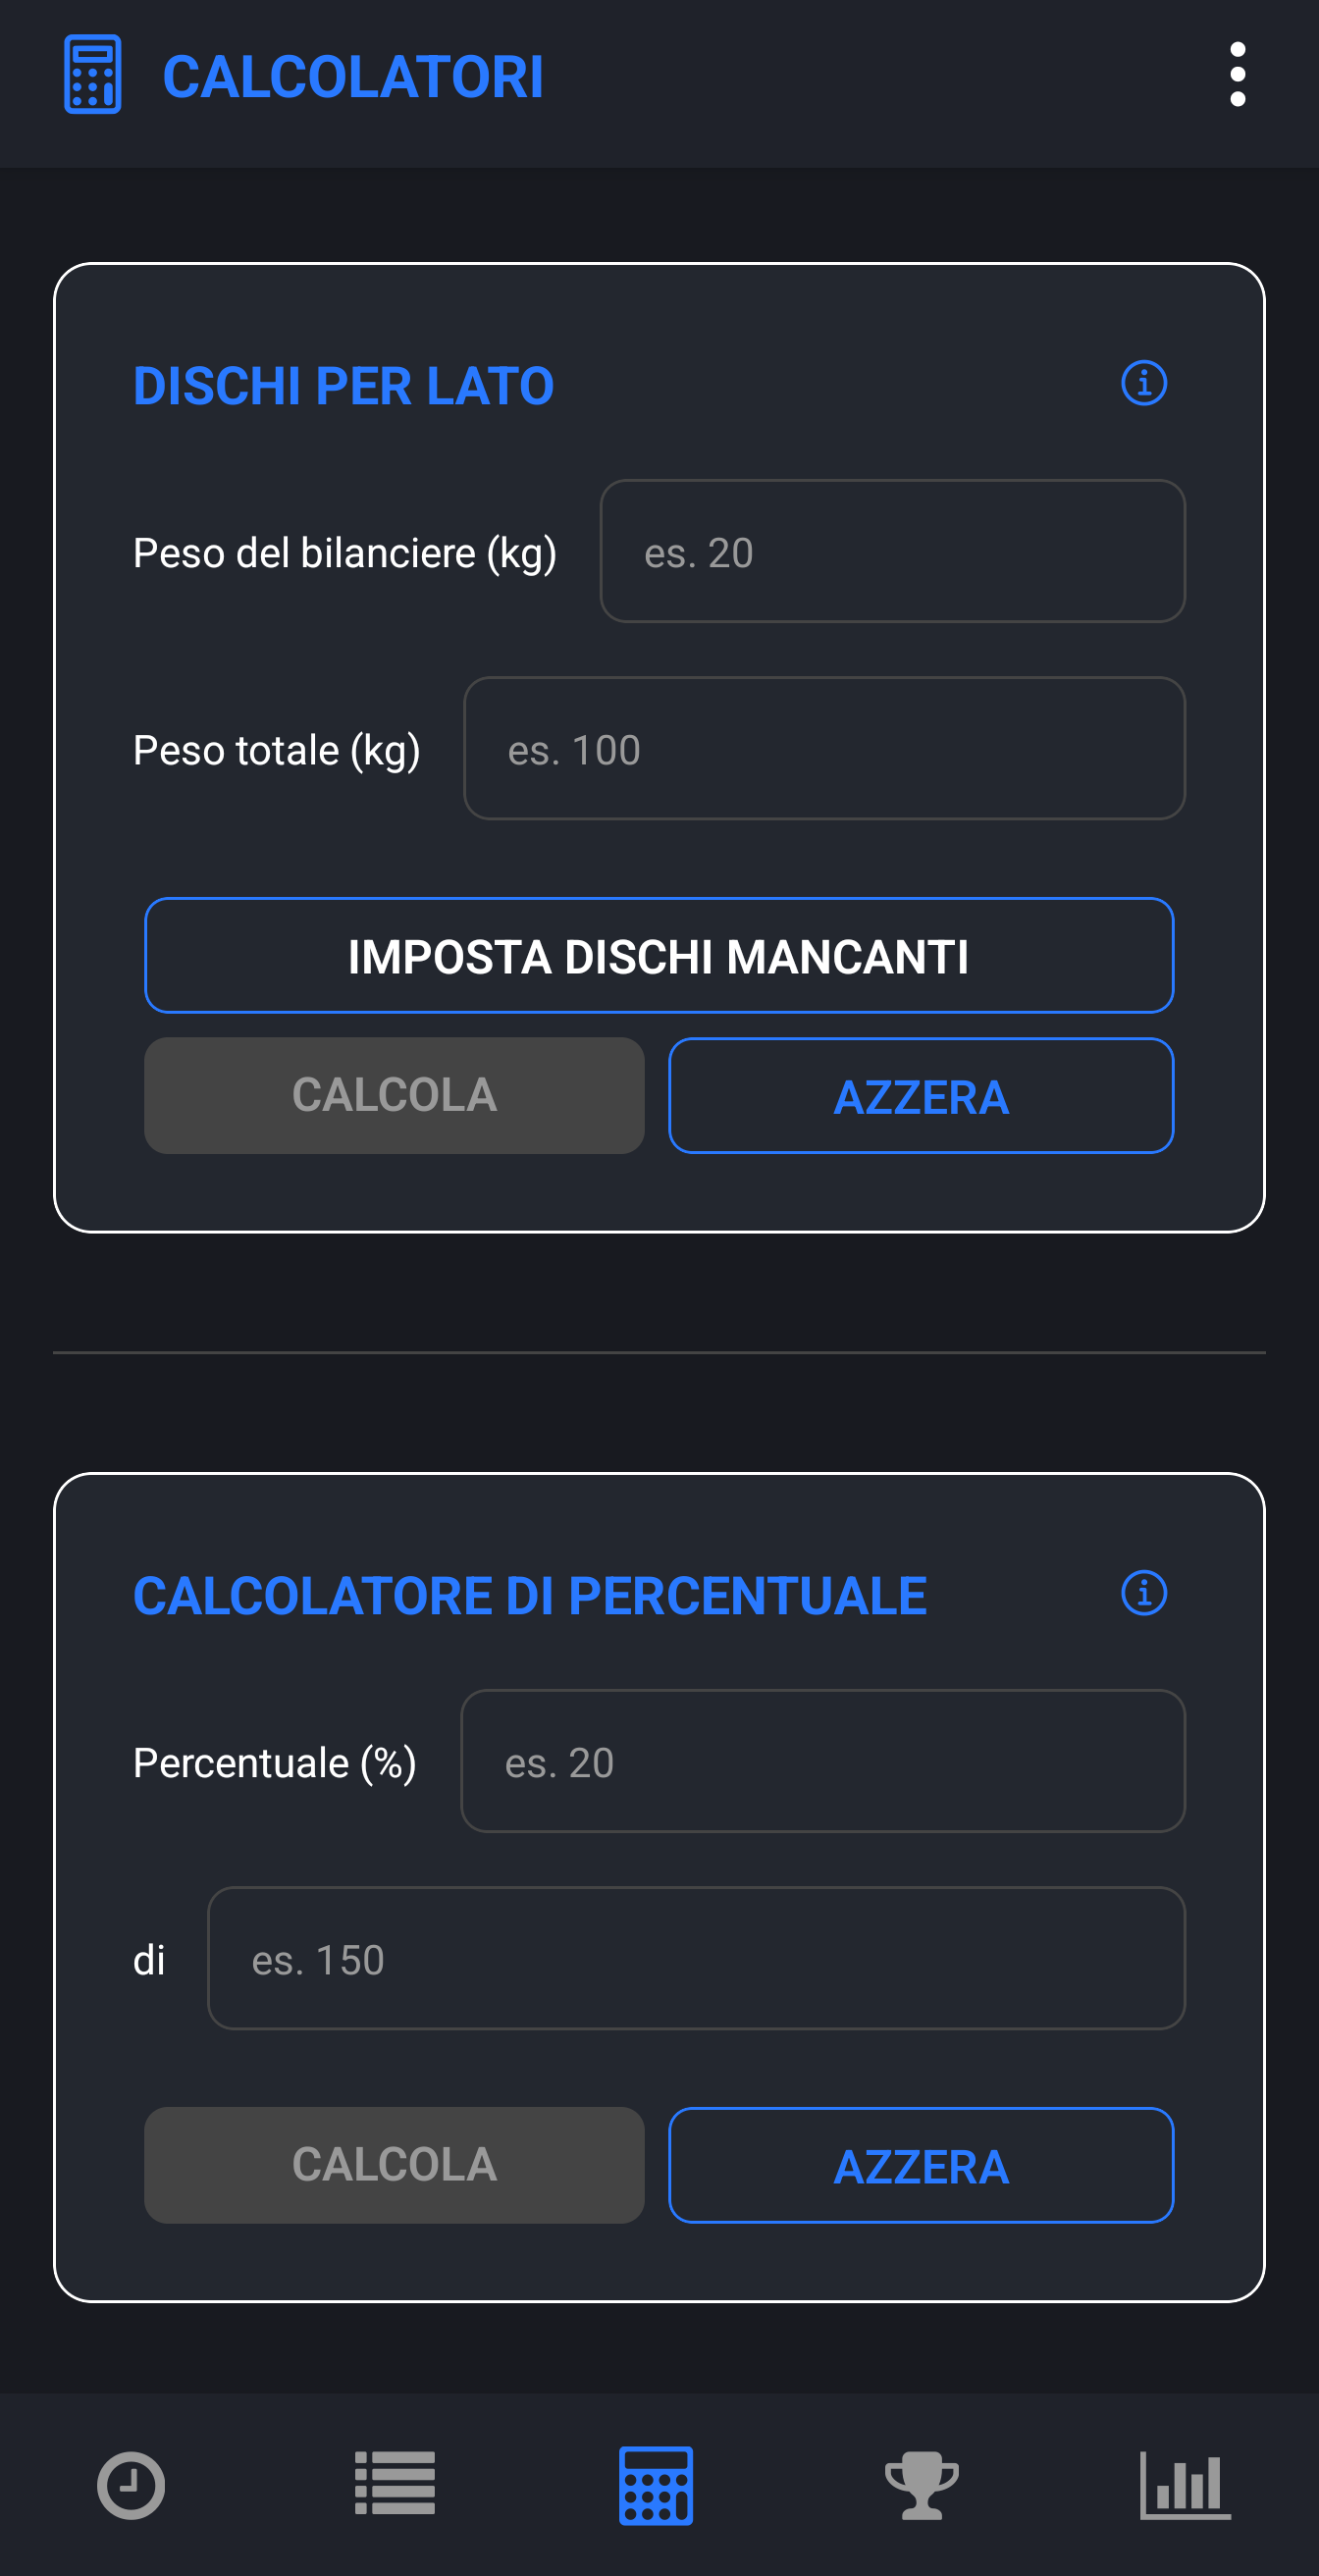 CALCOLATORI
DISCHI PER LATO
Peso del bilanciere (kg) es. 20
Peso totale (kg) es. 100
IMPOSTA DISCHI MANCANTI
CALCOLA AZZERA
CALCOLATORE DI PERCENTUALE
Percentuale (%) es. 20
di es. 150
CALCOLA AZZERA